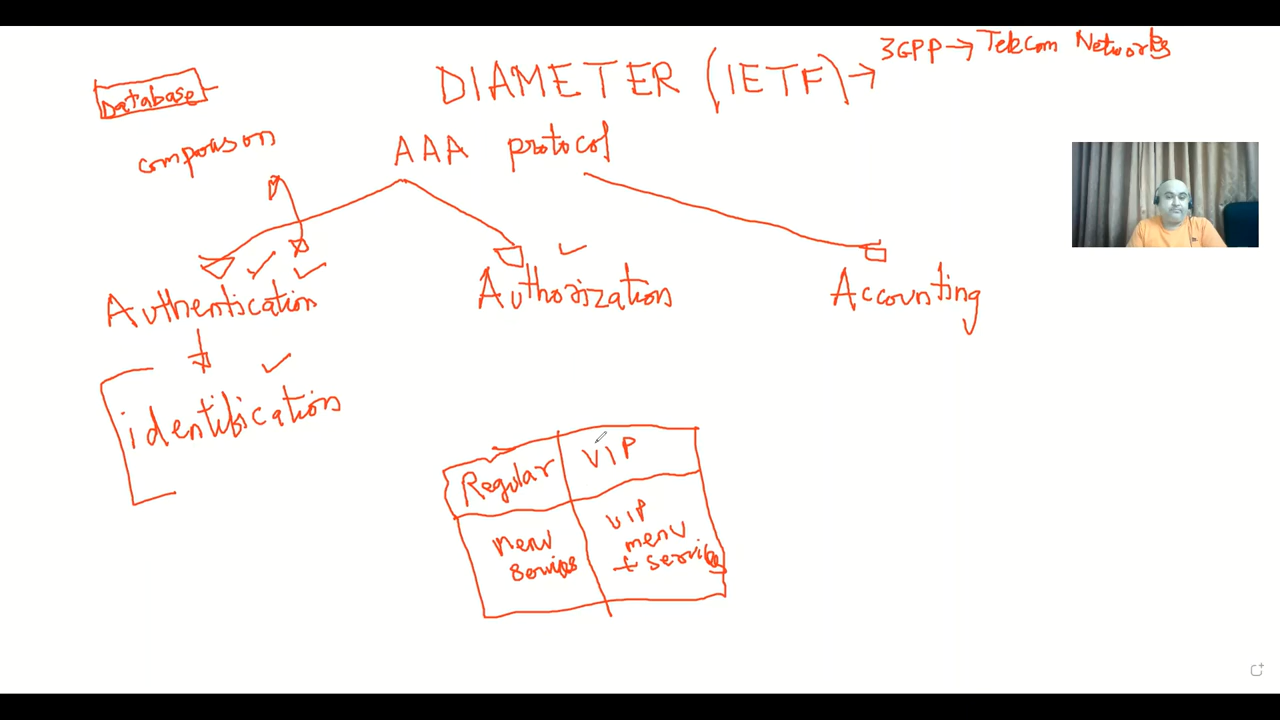 3GPP → Telecom Networks
DIAMETER (IETF) →
Database
comparison
AAA protocol
Authentication
Authorization
Accounting
identification
Regular
VIP
menu
services
VIP
menu
+ services